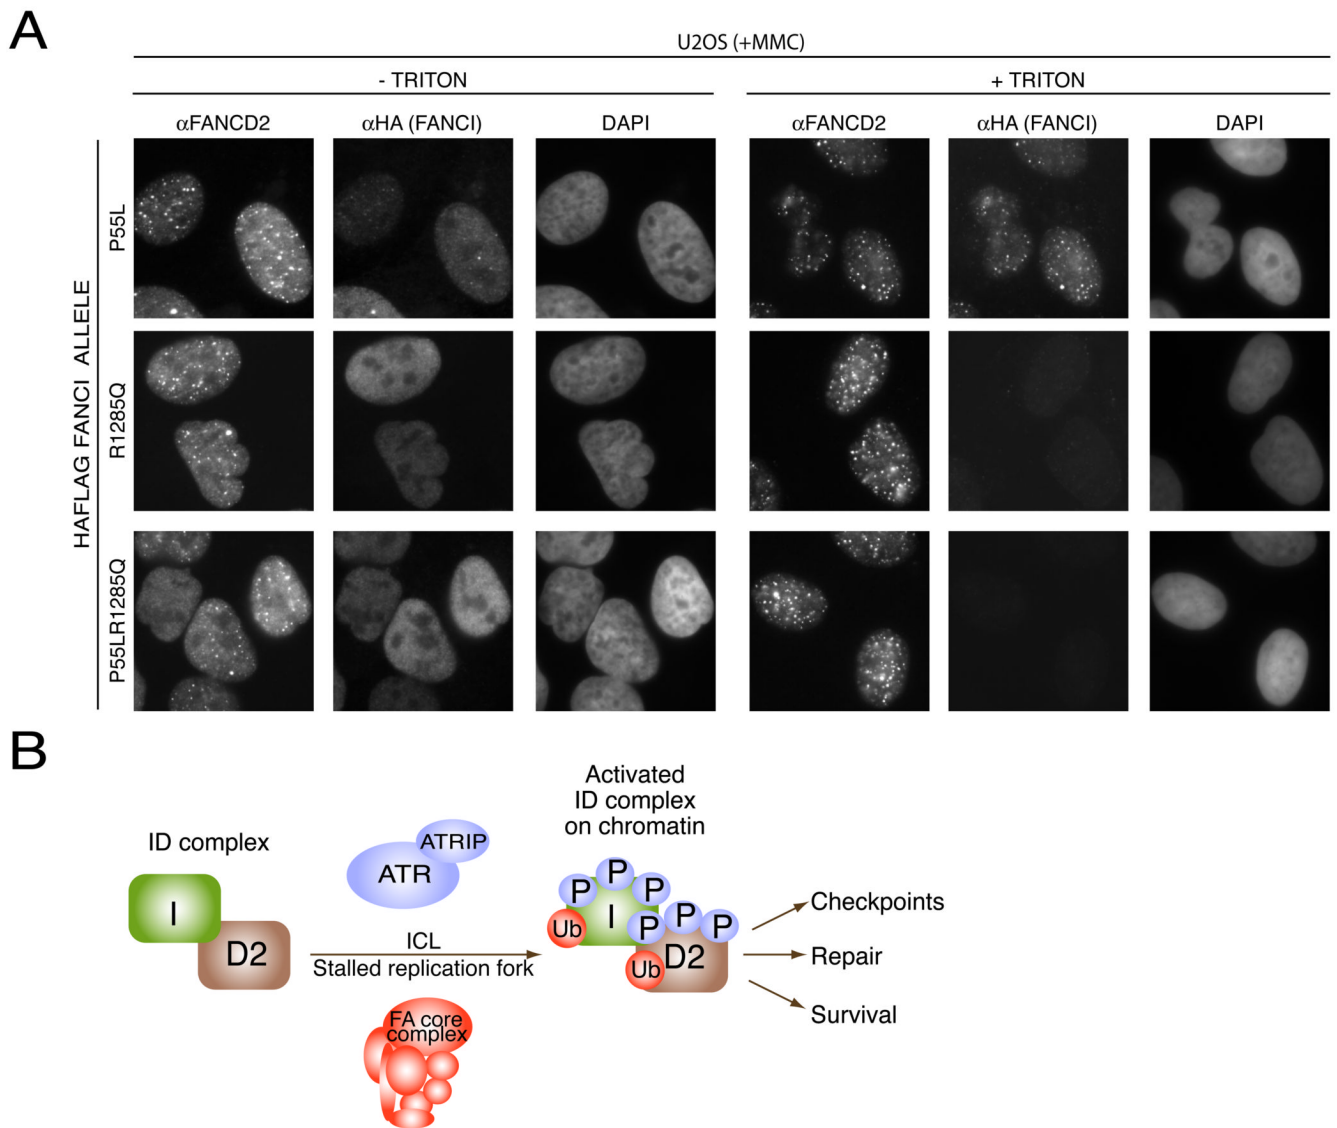 A
U2OS (+MMC)
- TRITON
+ TRITON
αFANCD2
αHA (FANCI)
DAPI
αFANCD2
αHA (FANCI)
DAPI
HAFLAG FANCI ALLELE
P55L
R1285Q
P55LR1285Q
B
ID complex
I
D2
ATR
ATRIP
ICL
Stalled replication fork
FA core
complex
Activated
ID complex
on chromatin
P
P
P
P
P
P
Ub
I
Ub
D2
Checkpoints
Repair
Survival